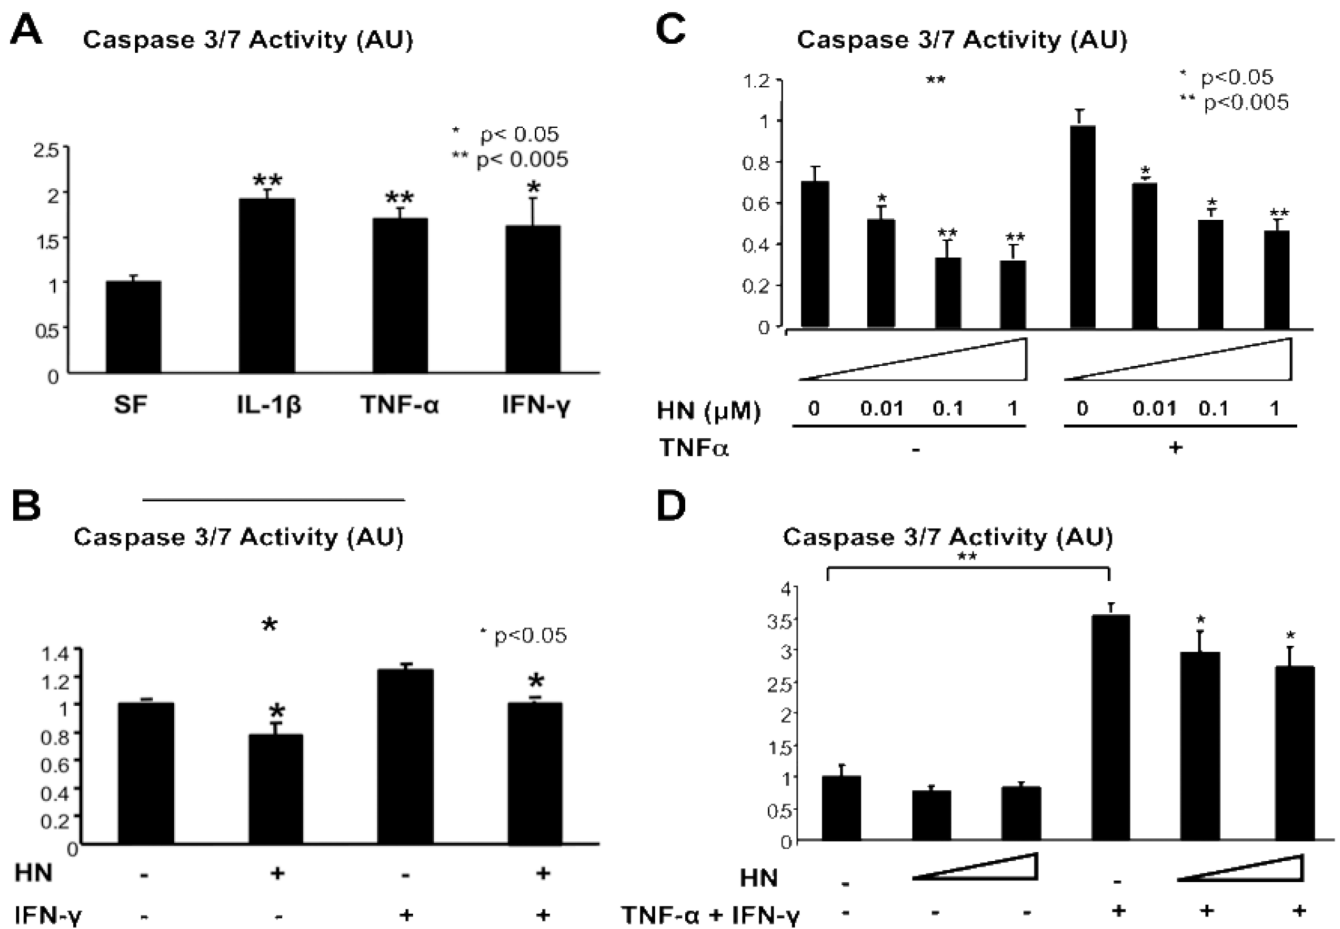 A Caspase 3/7 Activity (AU)
* p< 0.05
** p< 0.005
2.5
2
1.5
1
05
0
** ** *
SF IL-1β TNF-α IFN-γ
B
Caspase 3/7 Activity (AU)
*
* p<0.05
1.4
1.2
1
0.8
0.6
0.4
0.2
0
* *
HN - + - +
IFN-γ - - + +
C Caspase 3/7 Activity (AU)
**
* p<0.05
** p<0.005
1.2
1
0.8
0.6
0.4
0.2
0
* ** ** * * **
HN (μM) 0 0.01 0.1 1 0 0.01 0.1 1
TNFα - +
D
Caspase 3/7 Activity (AU)
**
4
3.5
3
2.5
2
1.5
1
0.5
0
* *
HN - -
TNF-α + IFN-γ - - - + + +